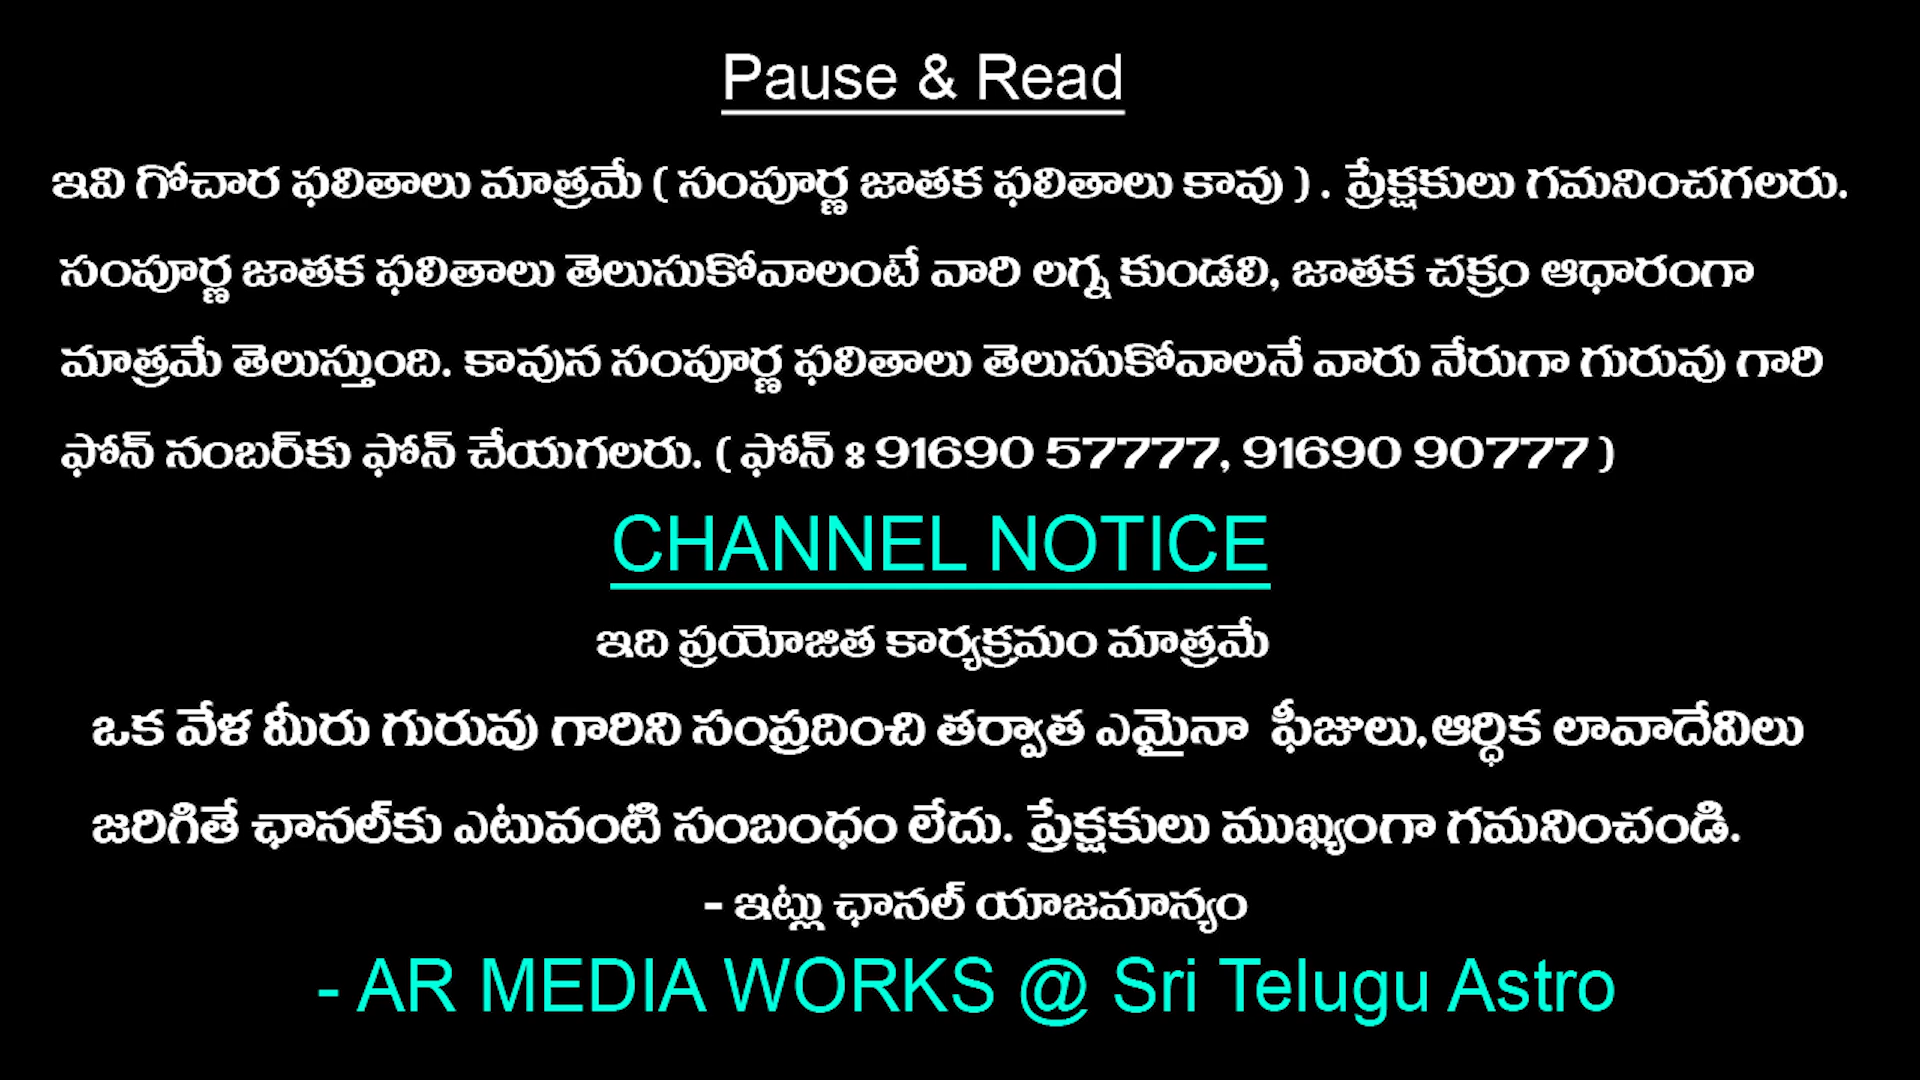 Pause & Read
ఇవి గోచార ఫలితాలు మాత్రమే ( సంపూర్ణ జాతక ఫలితాలు కావు ) . ప్రేక్షకులు గమనించగలరు.
సంపూర్ణ జాతక ఫలితాలు తెలుసుకోవాలంటే వారి లగ్న కుండలి, జాతక చక్రం ఆధారంగా
మాత్రమే తెలుస్తుంది. కావున సంపూర్ణ ఫలితాలు తెలుసుకోవాలనే వారు నేరుగా గురువు గారి
ఫోన్ నంబర్‌కు ఫోన్ చేయగలరు. ( ఫోన్ ః 91690 57777, 91690 90777 )
CHANNEL NOTICE
ఇది ప్రయోజిత కార్యక్రమం మాత్రమే
ఒక వేళ మీరు గురువు గారిని సంప్రదించి తర్వాత ఎమైనా ఫీజులు,ఆర్ధిక లావాదేవిలు
జరిగితే ఛానల్‌కు ఎటువంటి సంబంధం లేదు. ప్రేక్షకులు ముఖ్యంగా గమనించండి.
- ఇట్లు ఛానల్ యాజమాన్యం
- AR MEDIA WORKS @ Sri Telugu Astro